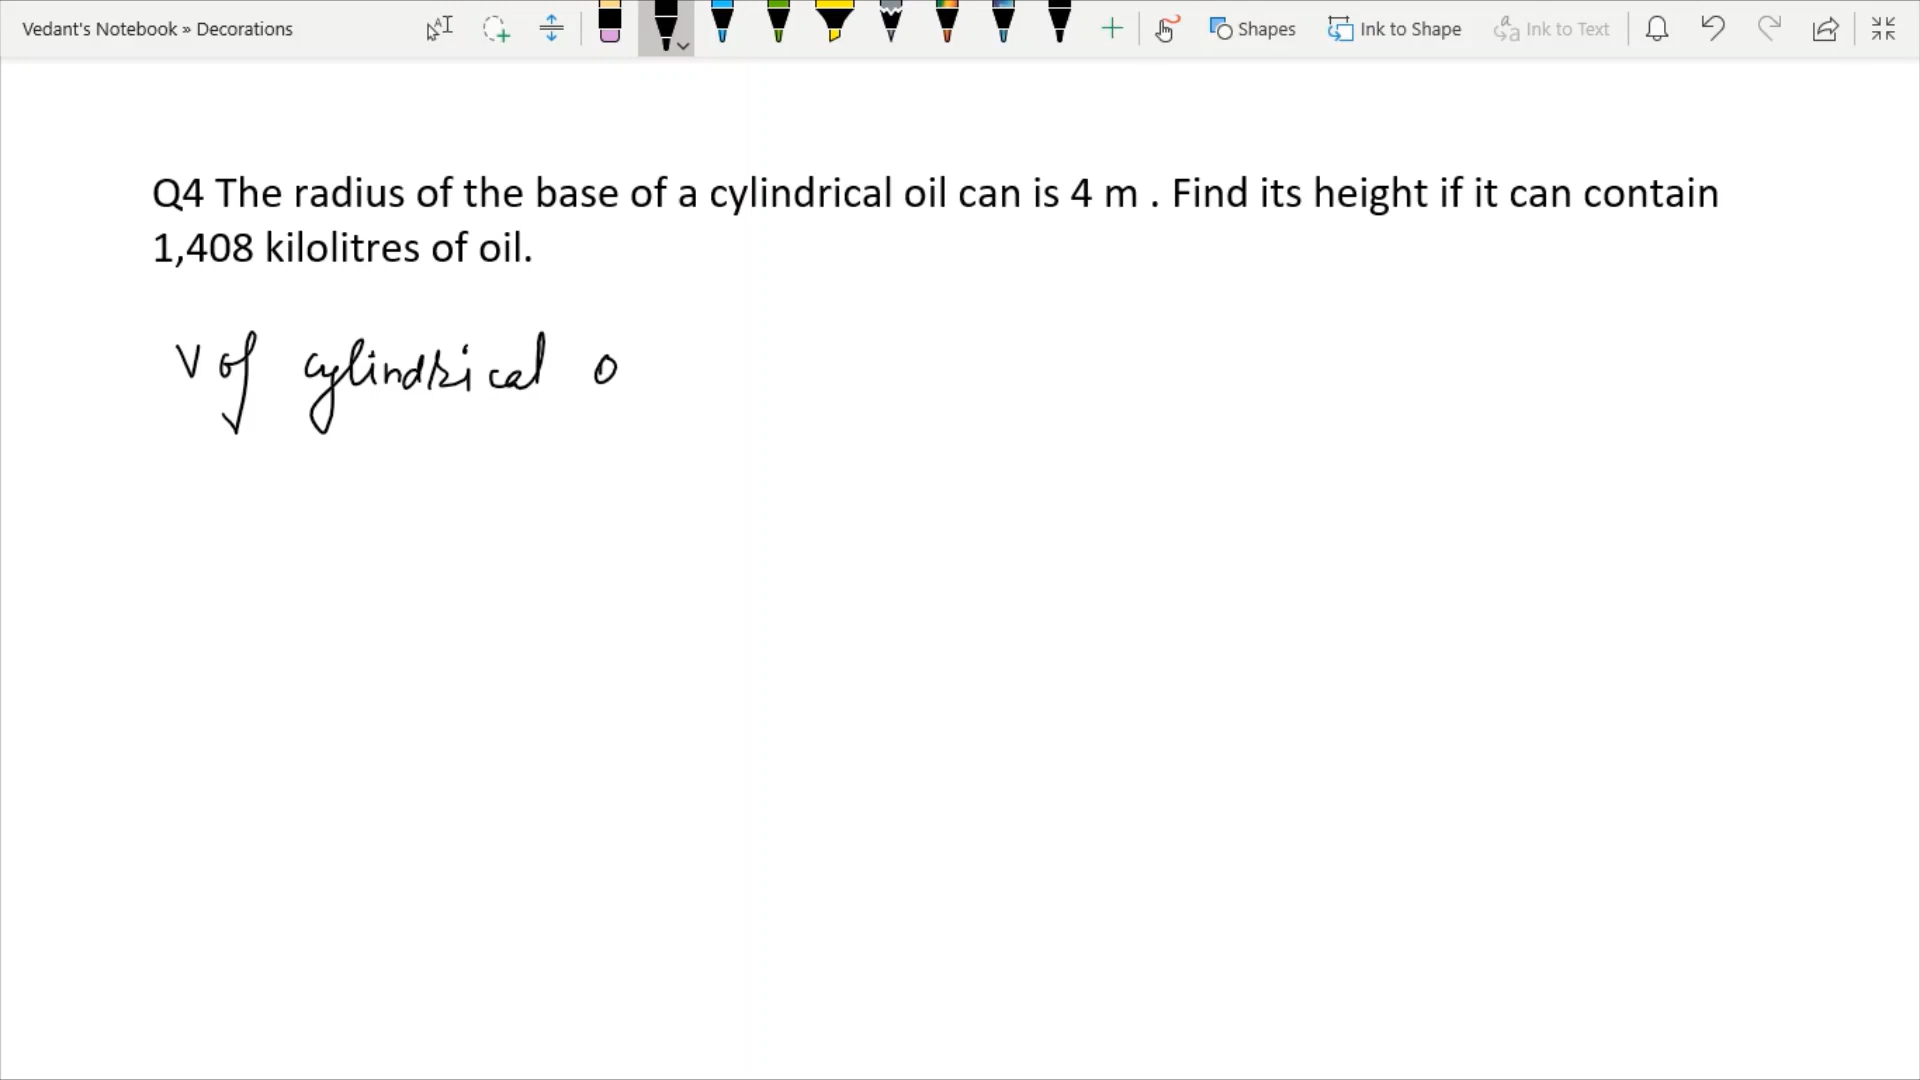 Vedant's Notebook » Decorations
Shapes
Ink to Shape
Ink to Text
Q4 The radius of the base of a cylindrical oil can is 4 m . Find its height if it can contain
1,408 kilolitres of oil.
V of cylindrical o